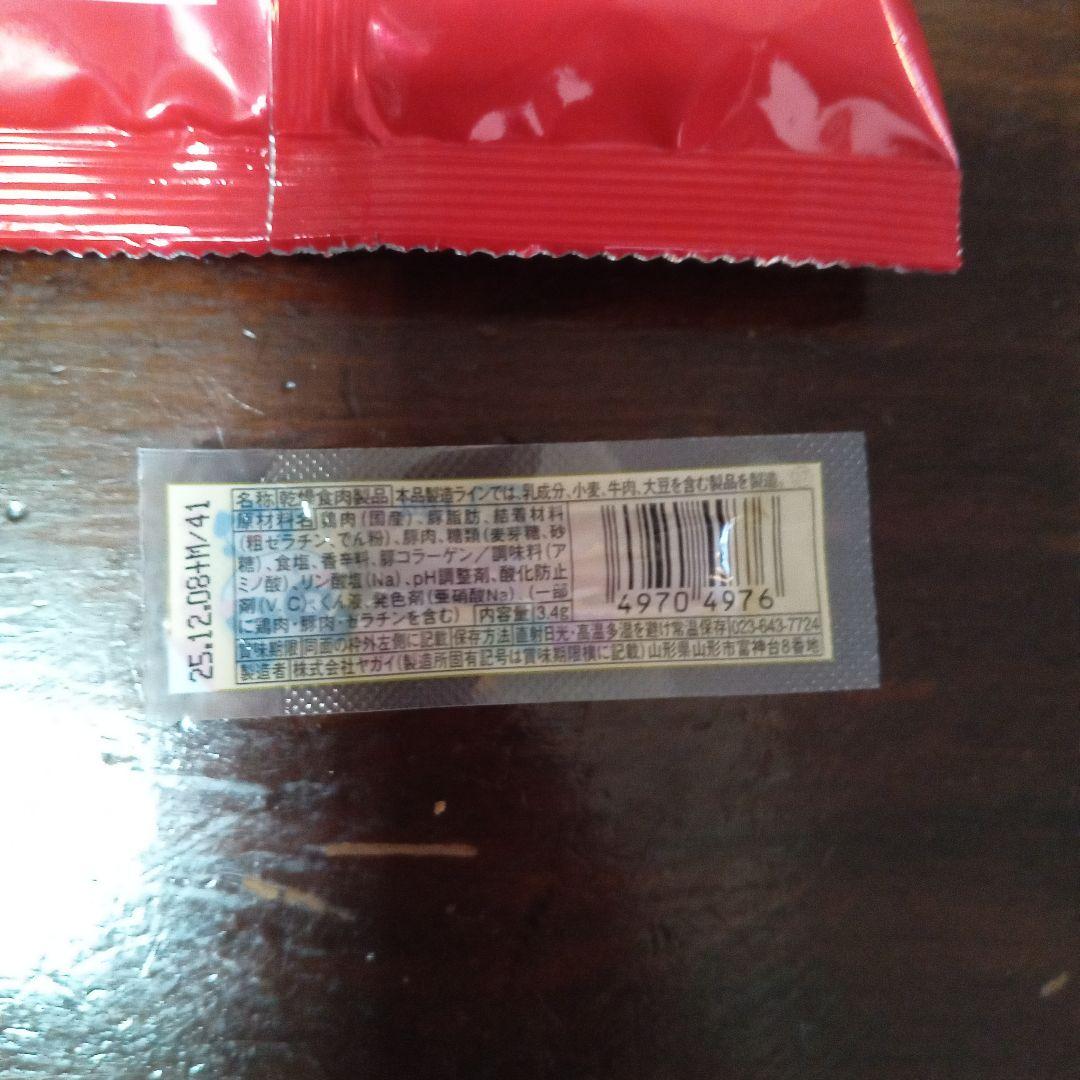 25.12.08+M/41
名称 乾燥食肉製品 本品製造ラインでは、乳成分、小麦、牛肉、大豆を含む製品を製造。
原材料名 鶏肉(国産)、豚脂肪、結着材料
(粗ゼラチン、でん粉)、豚肉、糖類(麦芽糖、砂
糖)、食塩、香辛料、豚コラーゲン/調味料(ア
ミノ酸)、リン酸塩(Na)、pH調整剤、酸化防止
剤(V.C)、くん液、発色剤(亜硝酸Na)、(一部
に鶏肉・豚肉・ゼラチンを含む) 内容量 3.4g
4970 4976
賞味期限 同面の枠外左側に記載 保存方法 直射日光・高温多湿を避け常温保存 023-643-7724
製造者 株式会社ヤガイ(製造所固有記号は賞味期限横に記載)山形県山形市富神台8番地